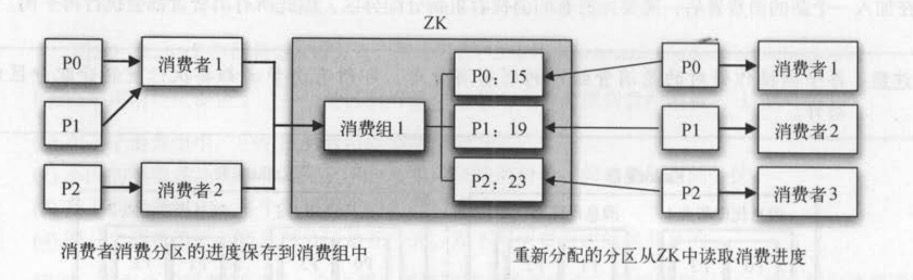 ZK
P0
消费者1
P0：15
P0
消费者1
P1
消费组1
P1：19
P1
消费者2
P2
消费者2
P2：23
P2
消费者3
消费者消费分区的进度保存到消费组中
重新分配的分区从ZK中读取消费进度